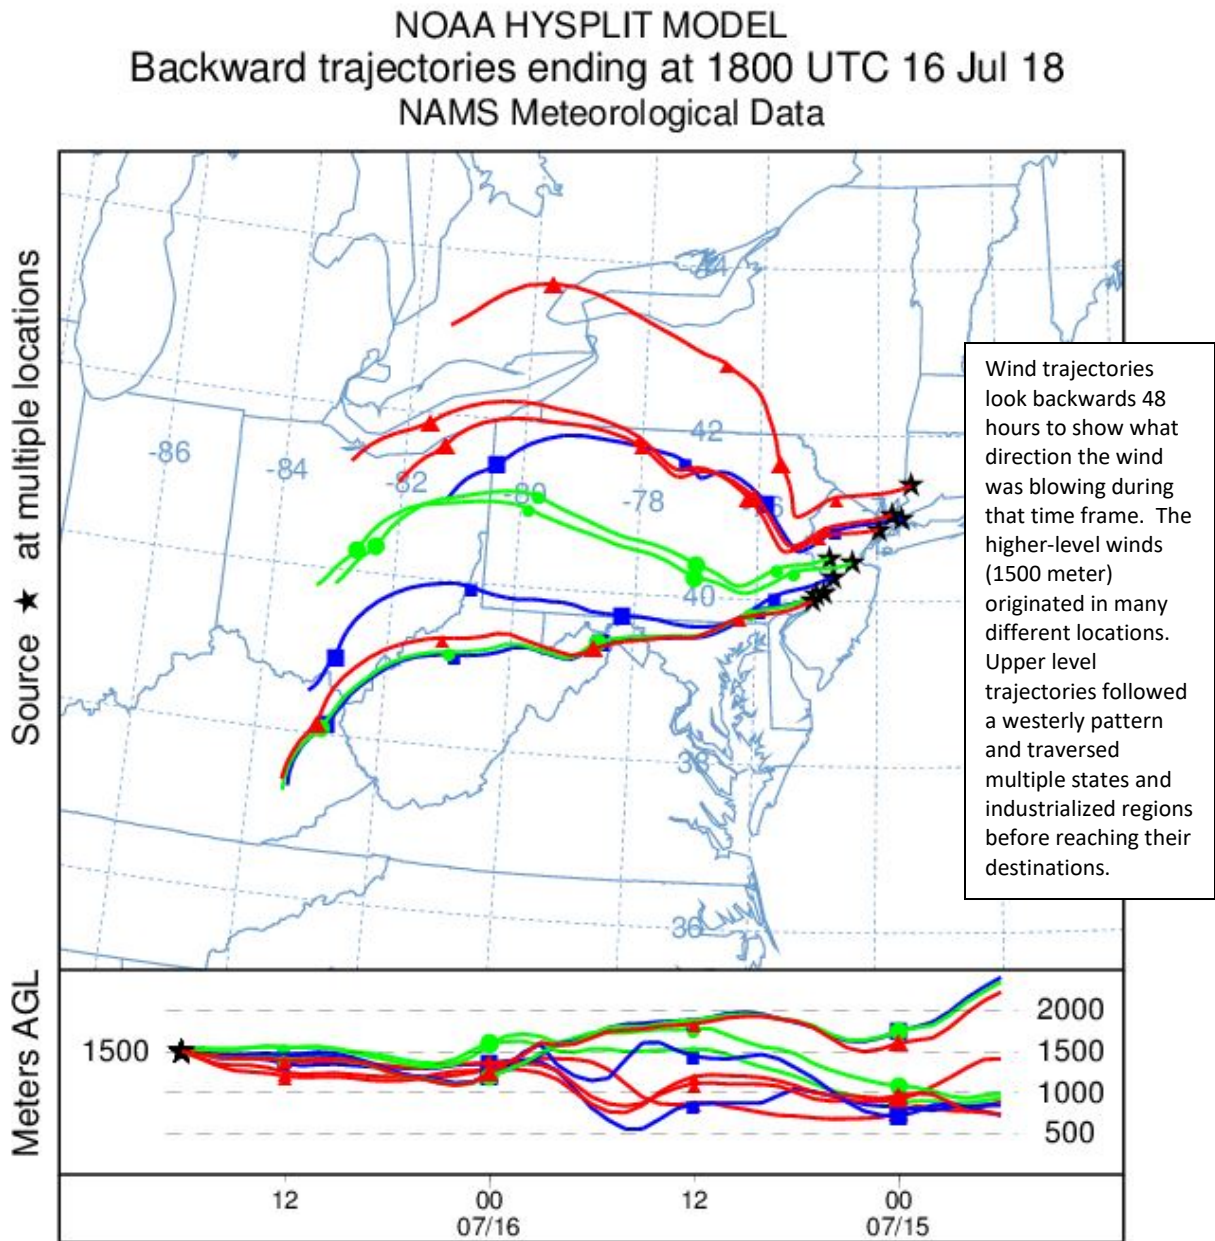 NOAA HYSPLIT MODEL
Backward trajectories ending at 1800 UTC 16 Jul 18
NAMS Meteorological Data
Source ★ at multiple locations
44
42
-86
-84
-82
-80
-78
40
38
36
Wind trajectories
look backwards 48
hours to show what
direction the wind
was blowing during
that time frame. The
higher-level winds
(1500 meter)
originated in many
different locations.
Upper level
trajectories followed
a westerly pattern
and traversed
multiple states and
industrialized regions
before reaching their
destinations.
Meters AGL
1500
2000
1500
1000
500
12
00
12
00
07/16
07/15